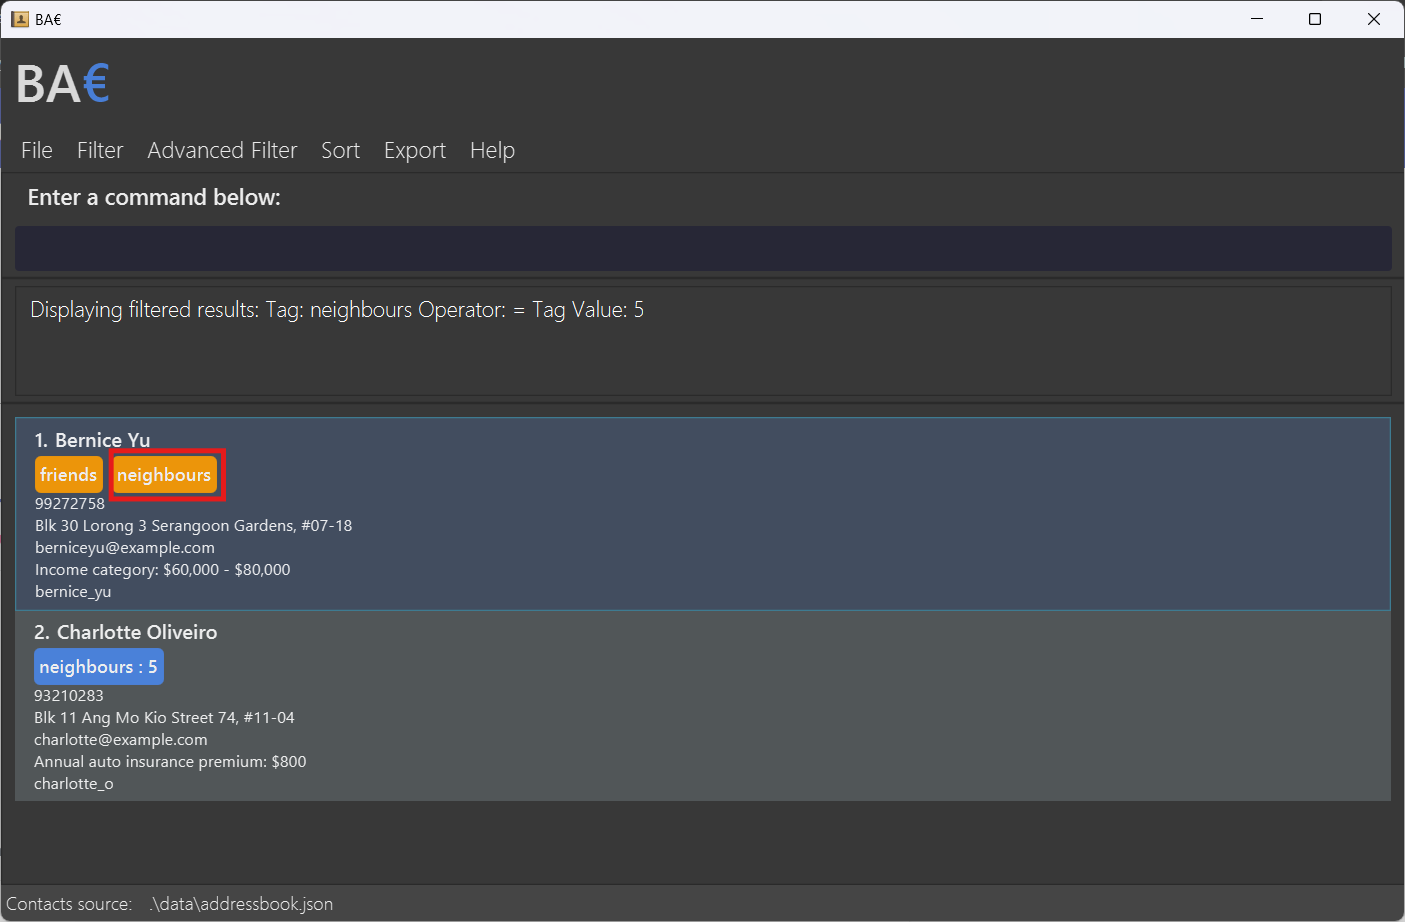 BA€
BA€
File Filter Advanced Filter Sort Export Help
Enter a command below:
Displaying filtered results: Tag: neighbours Operator: = Tag Value: 5
1. Bernice Yu
friends neighbours
99272758
Blk 30 Lorong 3 Serangoon Gardens, #07-18
berniceyu@example.com
Income category: $60,000 - $80,000
bernice_yu
2. Charlotte Oliveiro
neighbours : 5
93210283
Blk 11 Ang Mo Kio Street 74, #11-04
charlotte@example.com
Annual auto insurance premium: $800
charlotte_o
Contacts source: .\data\addressbook.json